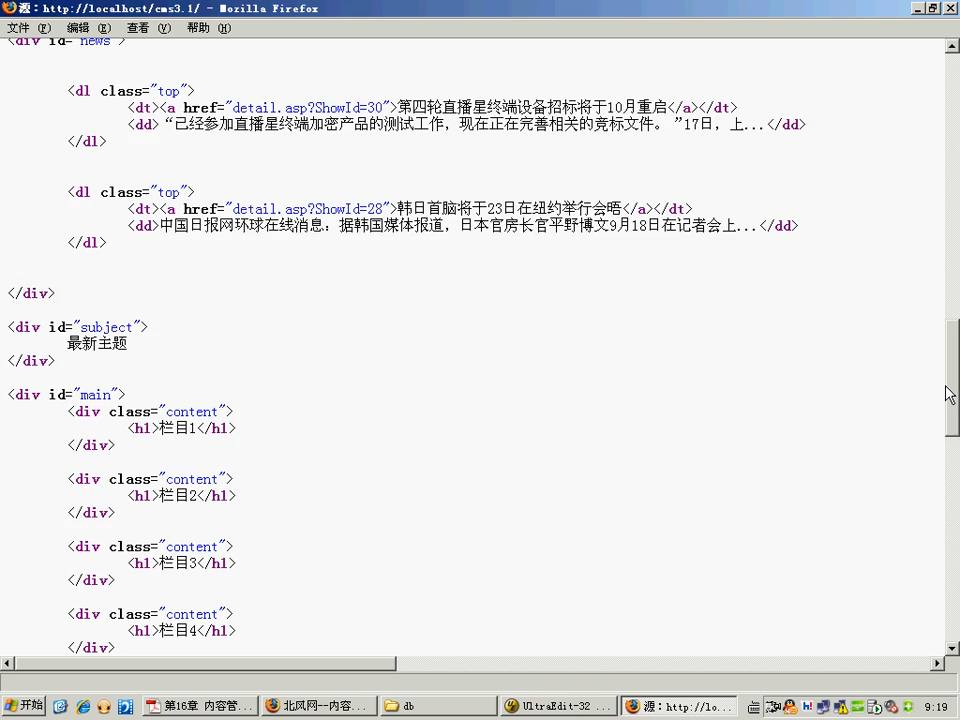 源：http://localhost/cms3.1/ - Mozilla Firefox
文件 (F) 编辑 (E) 查看 (V) 帮助 (H)
<div id="news">
<dl class="top">
<dt><a href="detail.asp?ShowId=30">第四轮直播星终端设备招标将于10月重启</a></dt>
<dd>“已经参加直播星终端加密产品的测试工作，现在正在完善相关的竞标文件。”17日，上...</dd>
</dl>
<dl class="top">
<dt><a href="detail.asp?ShowId=28">韩日首脑将于23日在纽约举行会晤</a></dt>
<dd>中国日报网环球在线消息：据韩国媒体报道，日本官房长官平野博文9月18日在记者会上...</dd>
</dl>
</div>
<div id="subject">
最新主题
</div>
<div id="main">
<div class="content">
<h1>栏目1</h1>
</div>
<div class="content">
<h1>栏目2</h1>
</div>
<div class="content">
<h1>栏目3</h1>
</div>
<div class="content">
<h1>栏目4</h1>
</div>
开始 第16章 内容管... 北风网--内容... db UltraEdit-32 ... 源：http://lo... 9:19